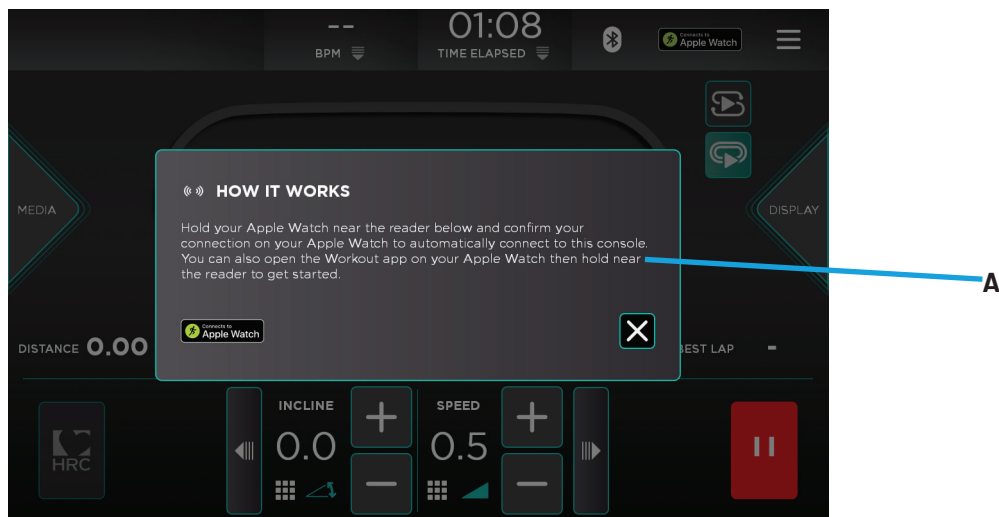 --
BPM
01:08
TIME ELAPSED
Connects to
Apple Watch
MEDIA
DISPLAY
HOW IT WORKS
Hold your Apple Watch near the reader below and confirm your
connection on your Apple Watch to automatically connect to this console.
You can also open the Workout app on your Apple Watch then hold near
the reader to get started.
A
Connects to
Apple Watch
DISTANCE 0.00
BEST LAP -
HRC
INCLINE
0.0
SPEED
0.5